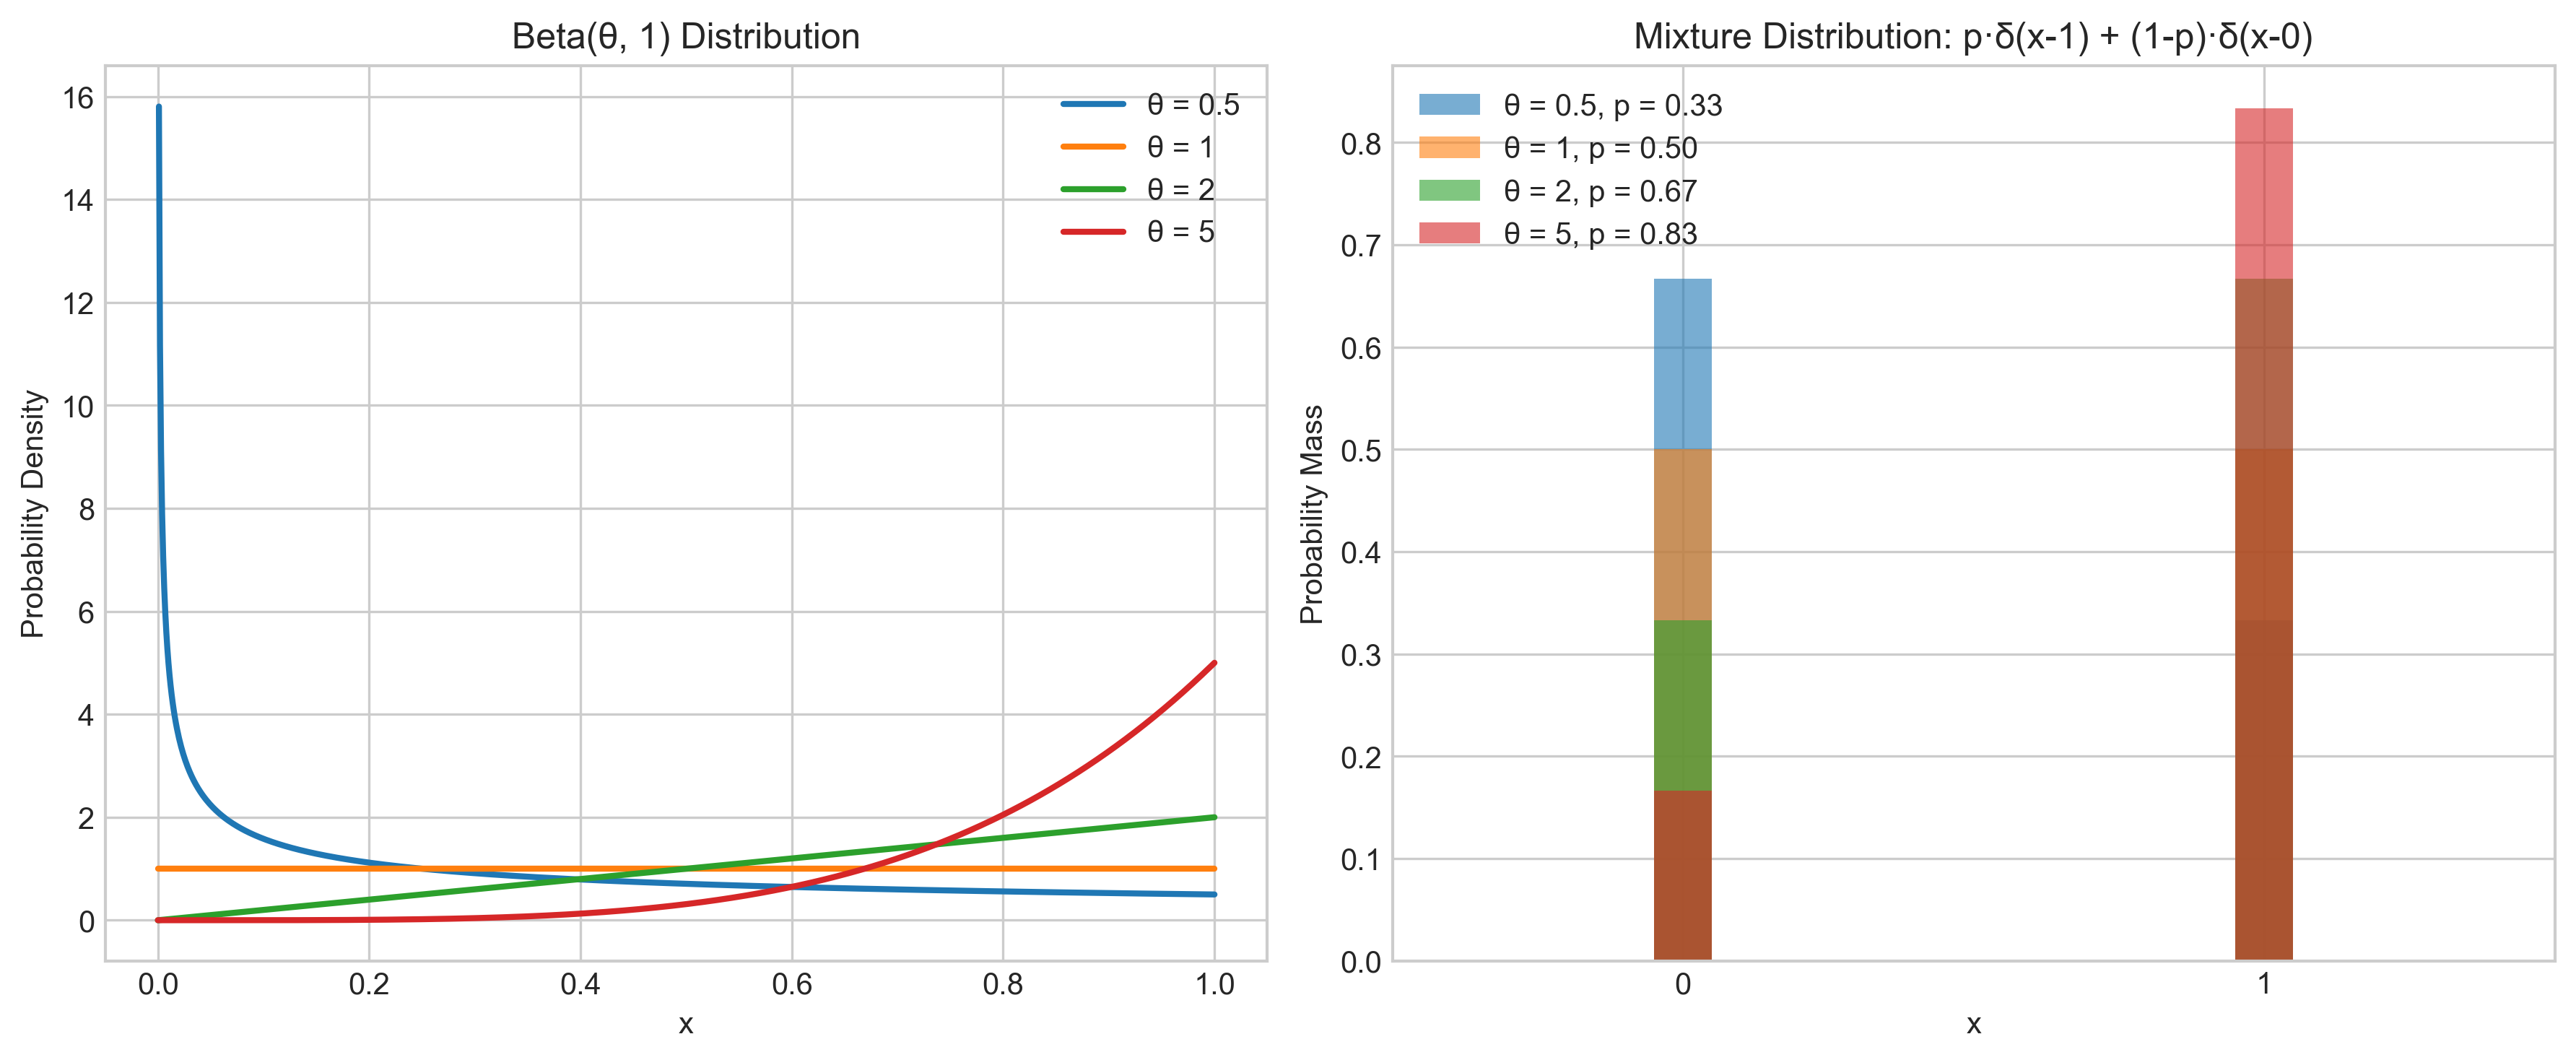 Beta(θ, 1) Distribution
Probability Density
16
14
12
10
8
6
4
2
0
θ = 0.5
θ = 1
θ = 2
θ = 5
0.0 0.2 0.4 0.6 0.8 1.0
x
Mixture Distribution: p·δ(x-1) + (1-p)·δ(x-0)
Probability Mass
0.8
0.7
0.6
0.5
0.4
0.3
0.2
0.1
0.0
θ = 0.5, p = 0.33
θ = 1, p = 0.50
θ = 2, p = 0.67
θ = 5, p = 0.83
0 1
x